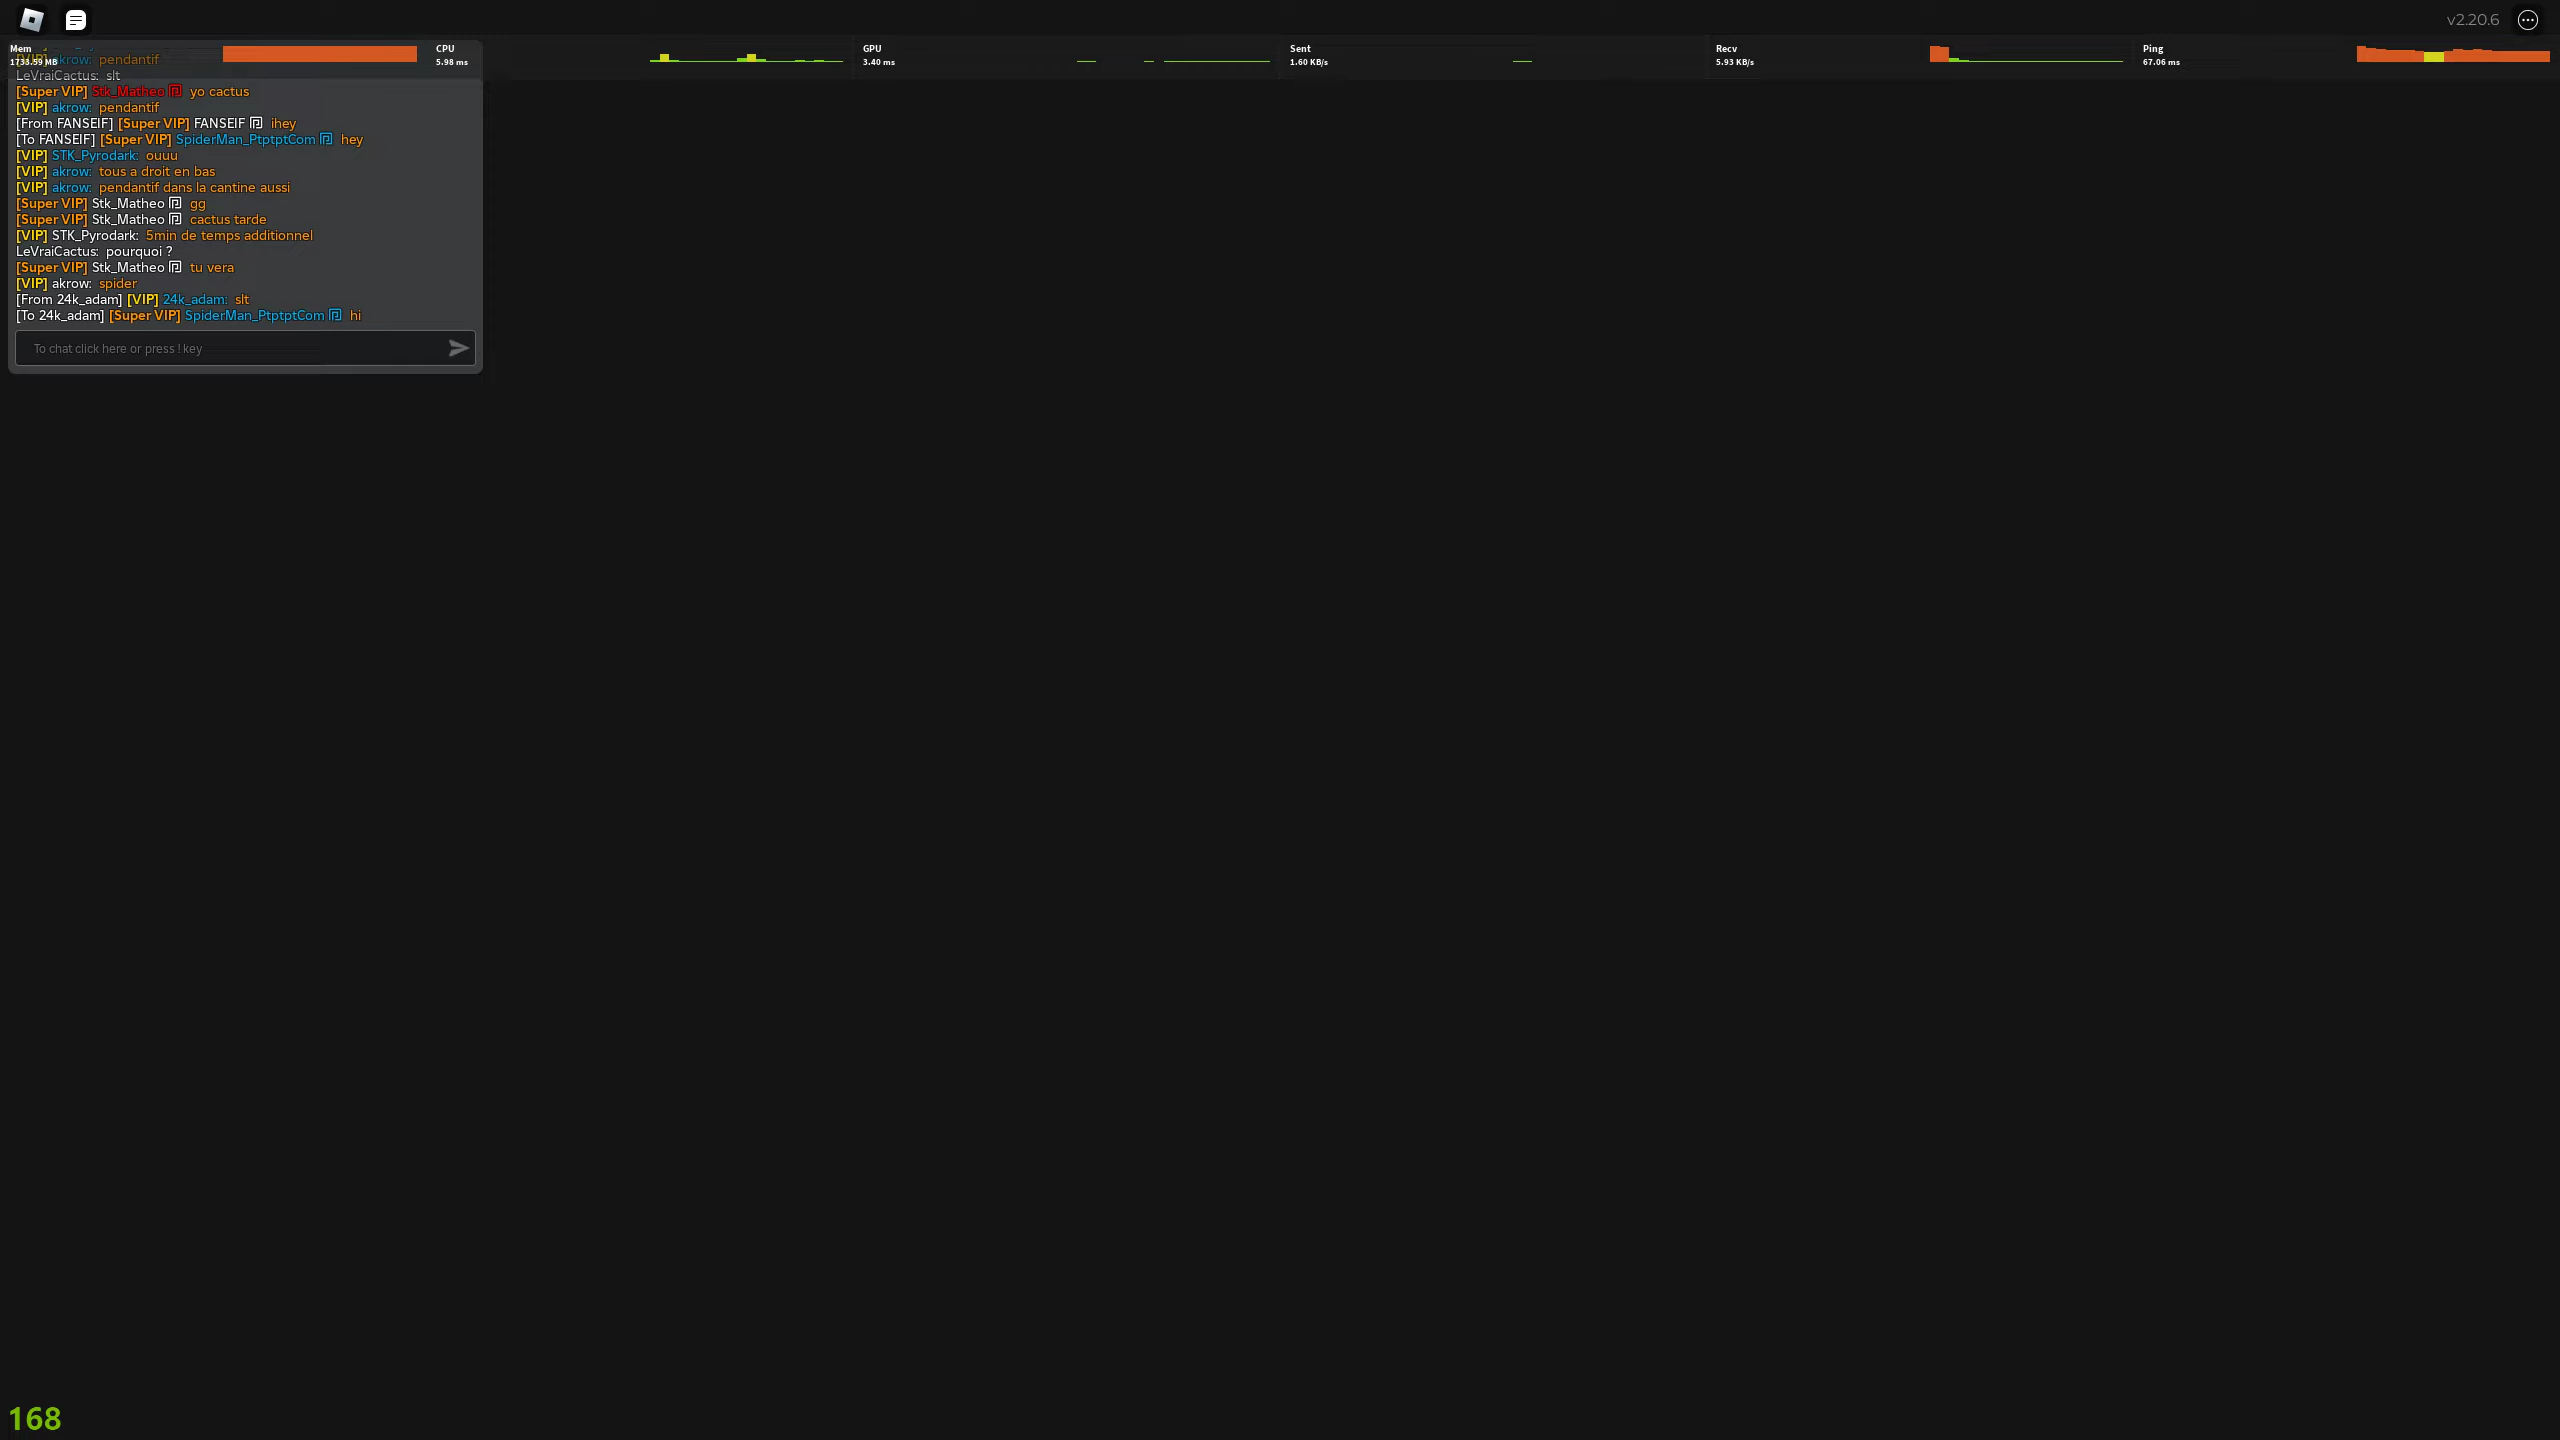 v2.20.6
Mem
1733.59 MB
CPU
5.98 ms
GPU
3.40 ms
Sent
1.60 KB/s
Recv
5.93 KB/s
Ping
67.06 ms
[VIP] akrow: pendantif
LeVraiCactus: slt
[Super VIP] Stk_Matheo yo cactus
[VIP] akrow: pendantif
[From FANSEIF] [Super VIP] FANSEIF ihey
[To FANSEIF] [Super VIP] SpiderMan_PtptptCom hey
[VIP] STK_Pyrodark: ouuu
[VIP] akrow: tous a droit en bas
[VIP] akrow: pendantif dans la cantine aussi
[Super VIP] Stk_Matheo gg
[Super VIP] Stk_Matheo cactus tarde
[VIP] STK_Pyrodark: 5min de temps additionnel
LeVraiCactus: pourquoi ?
[Super VIP] Stk_Matheo tu vera
[VIP] akrow: spider
[From 24k_adam] [VIP] 24k_adam: slt
[To 24k_adam] [Super VIP] SpiderMan_PtptptCom hi
To chat click here or press ! key
168